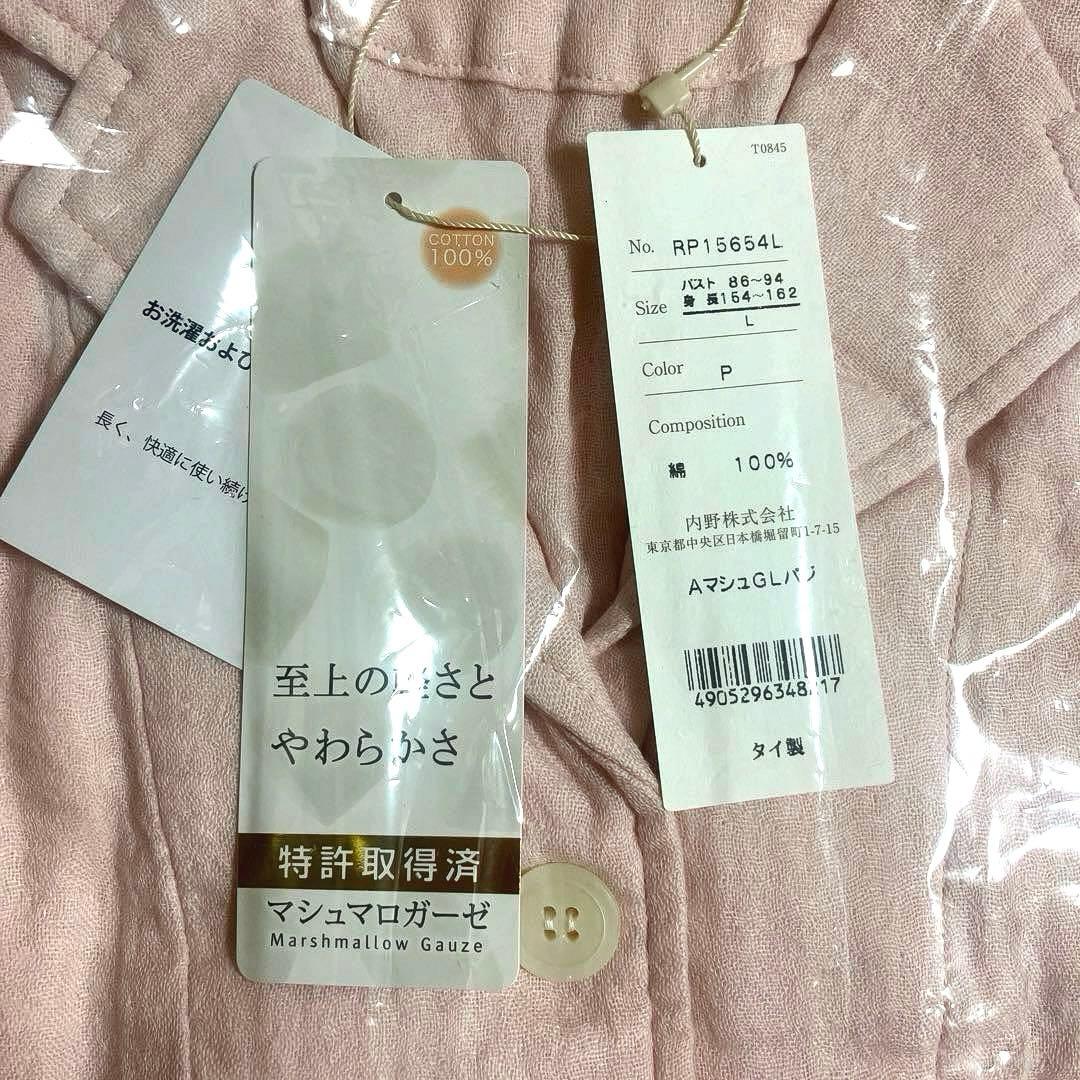 お洗濯および
長く、快適に使い続け
COTTON
100%
至上の軽さと
やわらかさ
特許取得済
マシュマロガーゼ
Marshmallow Gauze
T0845
No. RP15654L
Size バスト 86~94
身長154~162
L
Color P
Composition
綿 100%
内野株式会社
東京都中央区日本橋堀留町1-7-15
AマシュGLパジ
タイ製